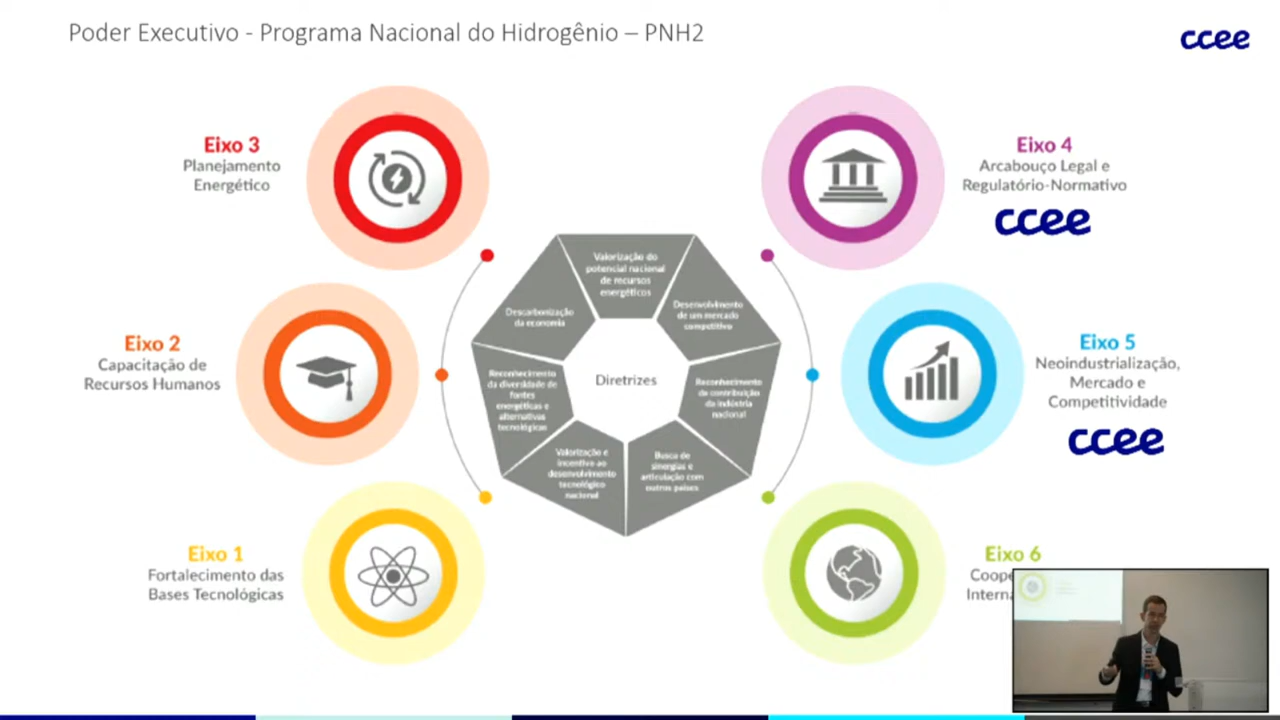 Poder Executivo - Programa Nacional do Hidrogênio – PNH2
ccee
Eixo 3
Planejamento
Energético
Eixo 4
Arcabouço Legal e
Regulatório-Normativo
ccee
Eixo 2
Capacitação de
Recursos Humanos
Eixo 5
Neoindustrialização,
Mercado e
Competitividade
ccee
Eixo 1
Fortalecimento das
Bases Tecnológicas
Eixo 6
Diretrizes
Valorização do
potencial nacional
de recursos
energéticos
Desenvolvimento
de um mercado
competitivo
Reconhecimento
da contribuição
da indústria
nacional
Busca de
sinergias e
articulação com
outros países
Valorização e
incentivo ao
desenvolvimento
tecnológico
nacional
Reconhecimento
da diversidade de
fontes
energéticas e
alternativas
tecnológicas
Descarbonização
da economia